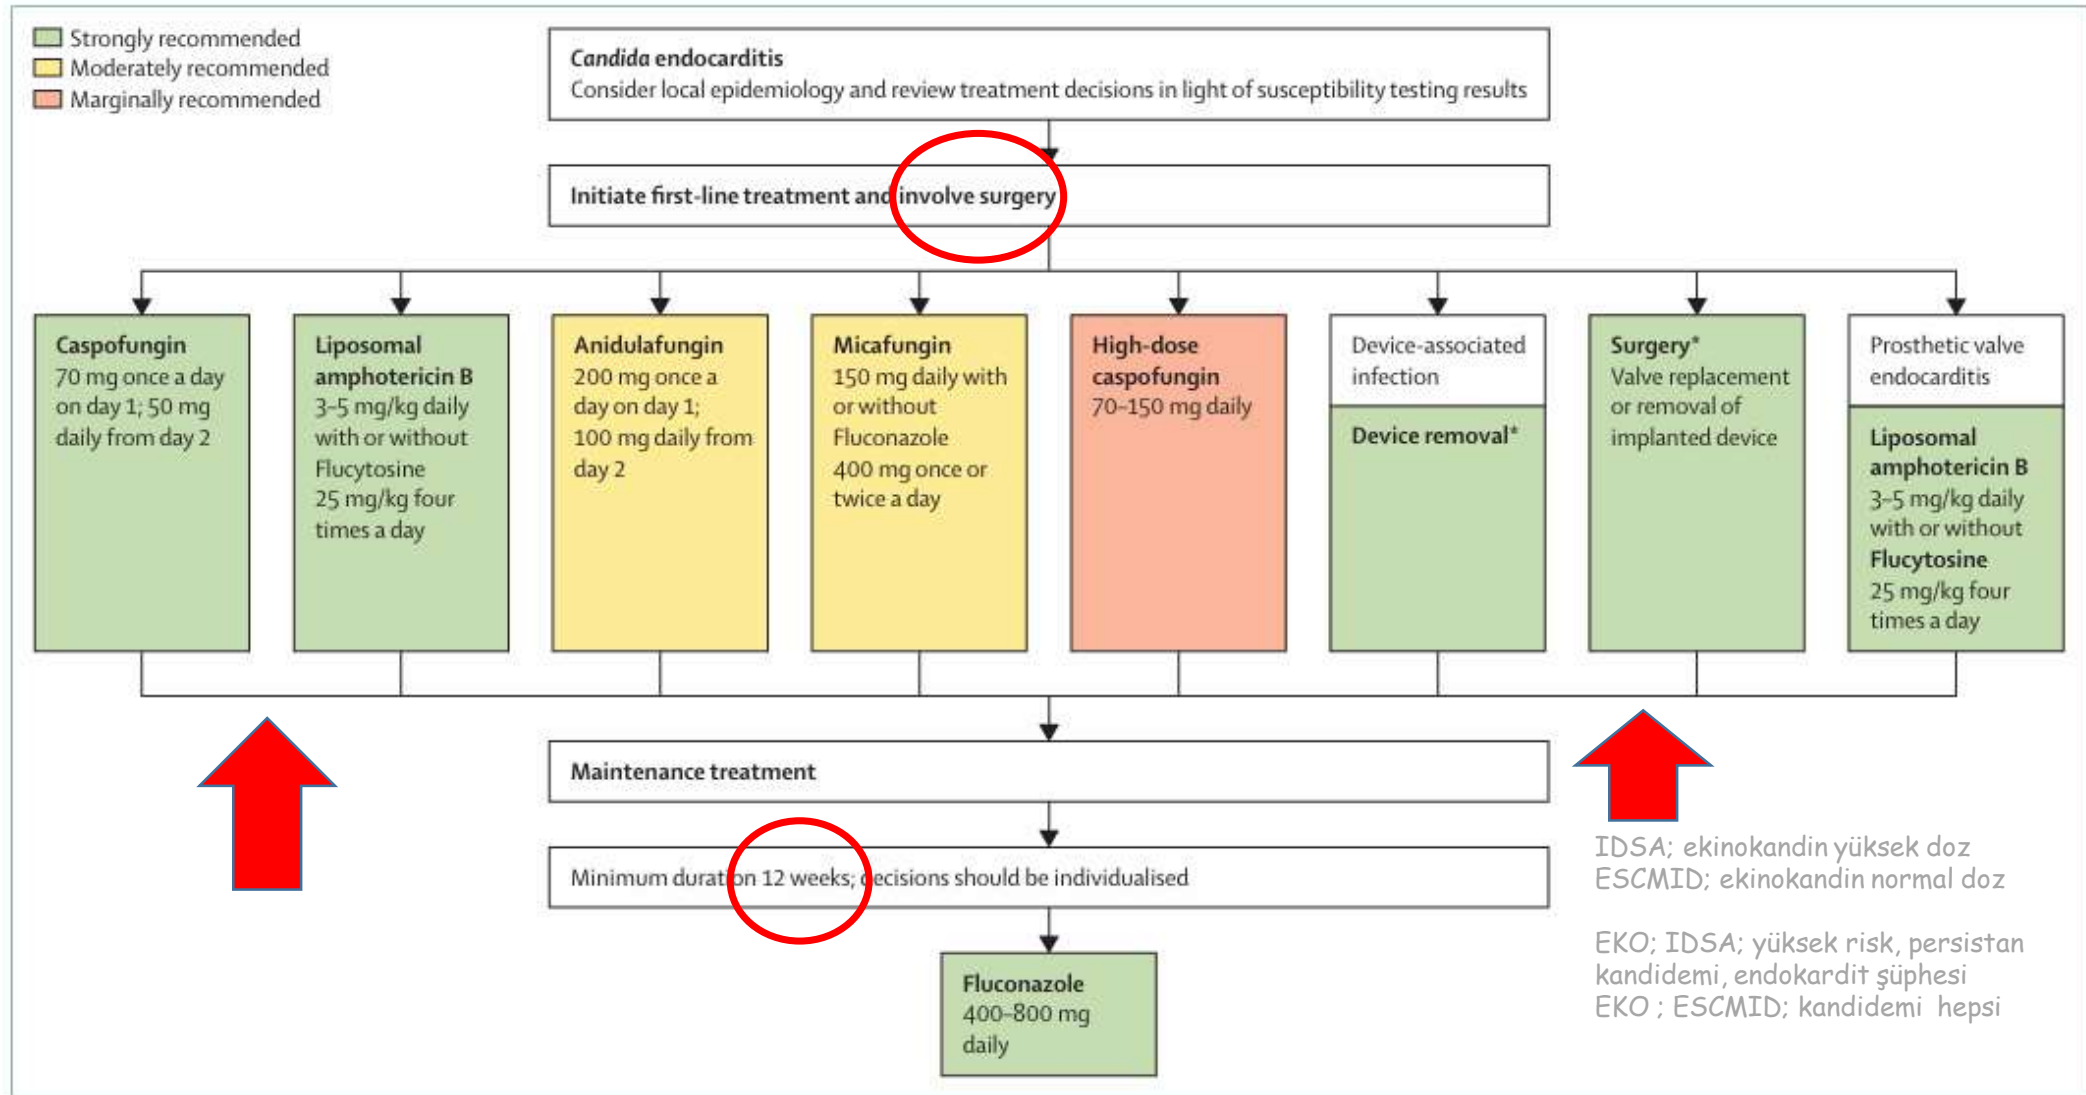 Strongly recommended
Moderately recommended
Marginally recommended
Candida endocarditis
Consider local epidemiology and review treatment decisions in light of susceptibility testing results
Initiate first-line treatment and involve surgery
Caspofungin
70 mg once a day
on day 1; 50 mg
daily from day 2
Liposomal
amphotericin B
3–5 mg/kg daily
with or without
Flucytosine
25 mg/kg four
times a day
Anidulafungin
200 mg once a
day on day 1;
100 mg daily from
day 2
Micafungin
150 mg daily with
or without
Fluconazole
400 mg once or
twice a day
High-dose
caspofungin
70–150 mg daily
Device-associated
infection
Device removal*
Surgery*
Valve replacement
or removal of
implanted device
Prosthetic valve
endocarditis
Liposomal
amphotericin B
3–5 mg/kg daily
with or without
Flucytosine
25 mg/kg four
times a day
Maintenance treatment
Minimum duration 12 weeks; decisions should be individualised
Fluconazole
400–800 mg
daily
IDSA; ekinokandin yüksek doz
ESCMID; ekinokandin normal doz
EKO; IDSA; yüksek risk, persistan
kandidemi, endokardit şüphesi
EKO ; ESCMID; kandidemi hepsi